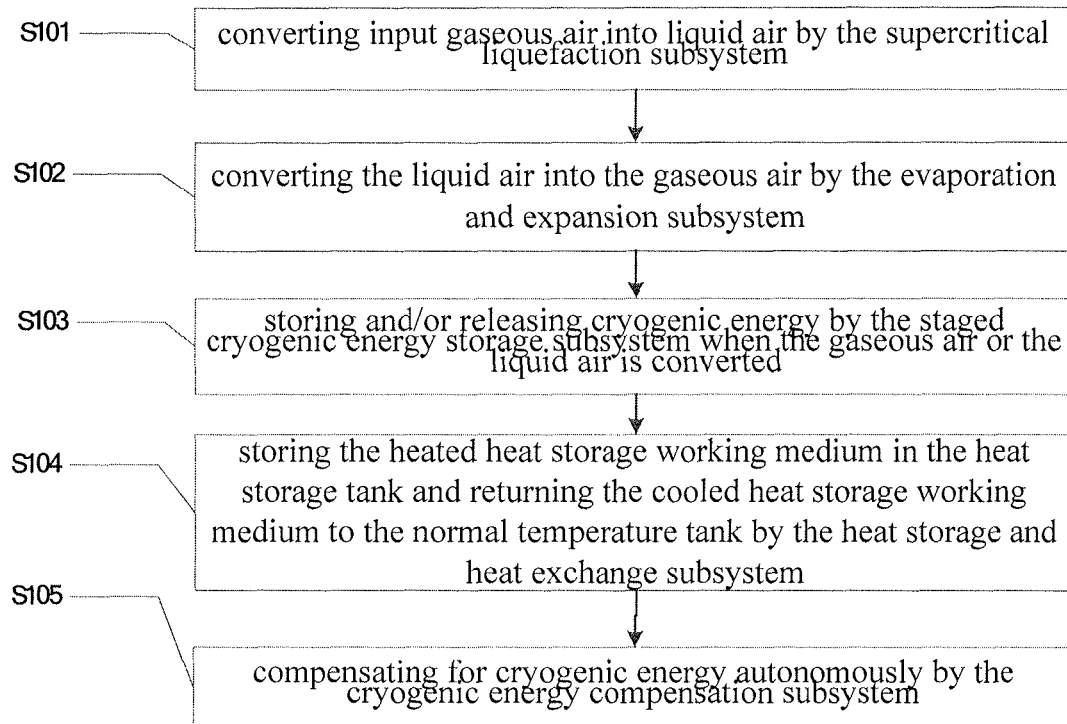 S101
converting input gaseous air into liquid air by the supercritical
liquefaction subsystem
S102
converting the liquid air into the gaseous air by the evaporation
and expansion subsystem
S103
storing and/or releasing cryogenic energy by the staged
cryogenic energy storage subsystem when the gaseous air or the
liquid air is converted
S104
storing the heated heat storage working medium in the heat
storage tank and returning the cooled heat storage working
medium to the normal temperature tank by the heat storage and
heat exchange subsystem
S105
compensating for cryogenic energy autonomously by the
cryogenic energy compensation subsystem